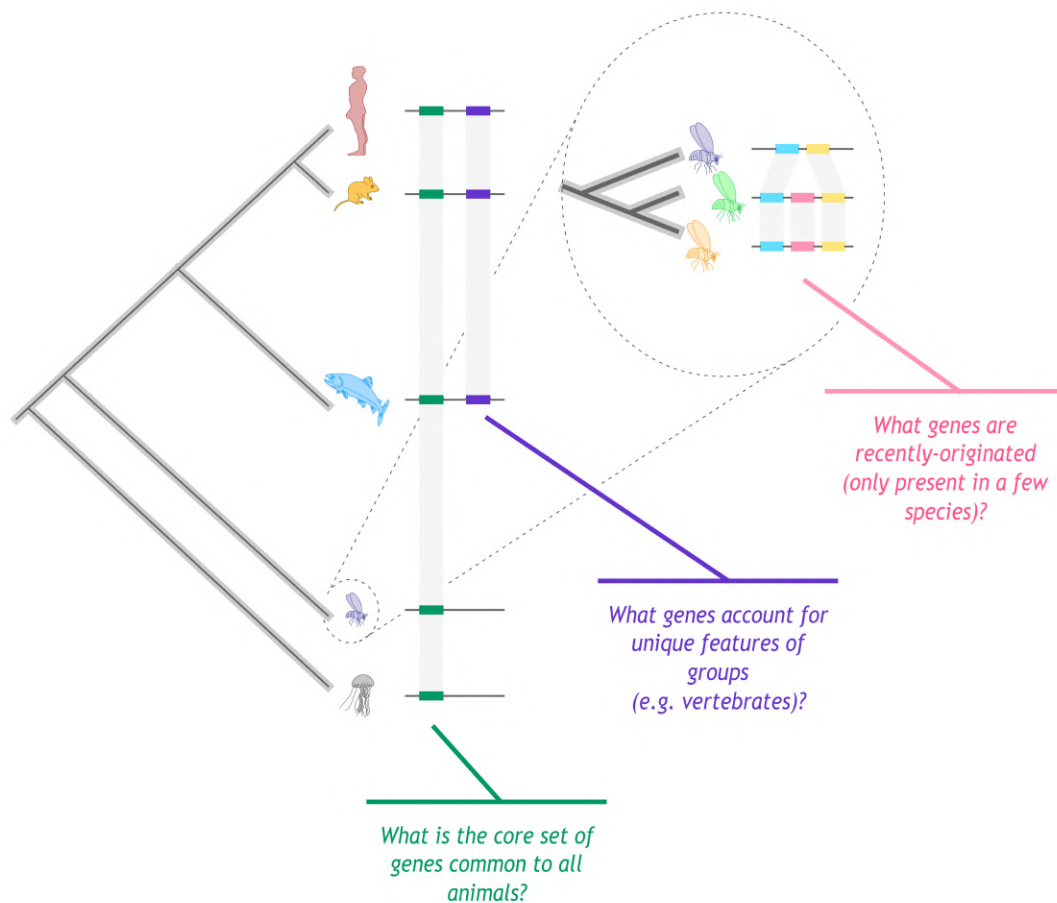 What genes are
recently-originated
(only present in a few
species)?
What genes account for
unique features of
groups
(e.g. vertebrates)?
What is the core set of
genes common to all
animals?